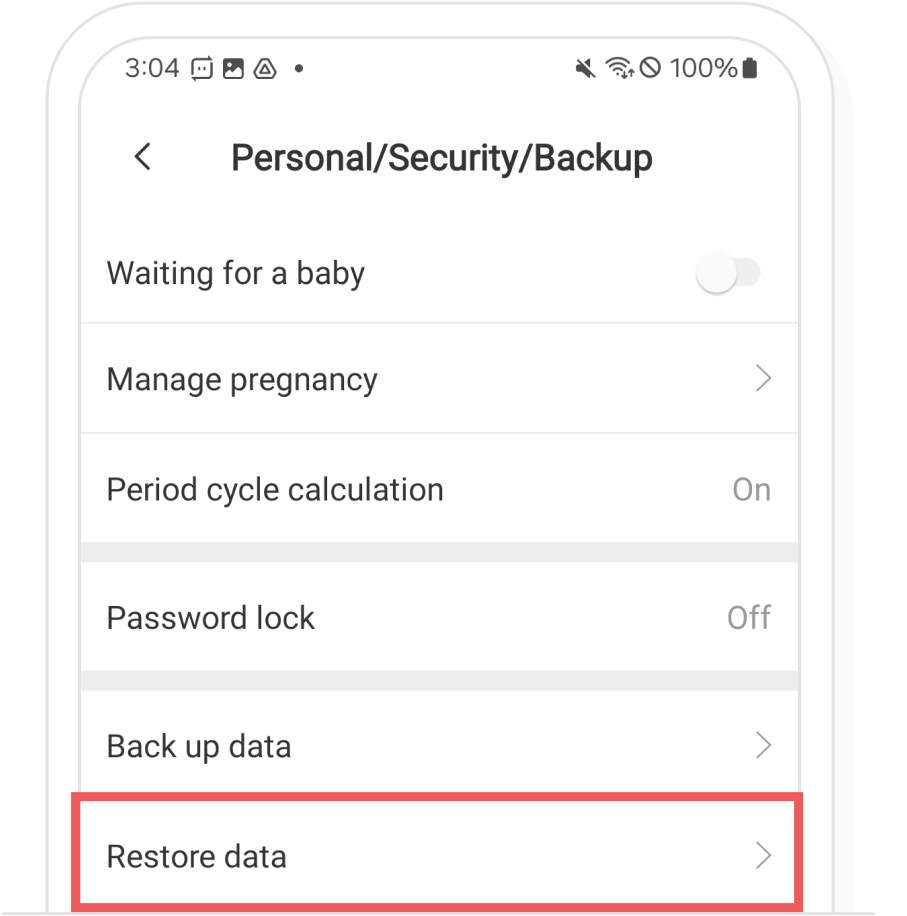 3:04 100%
Personal/Security/Backup
Waiting for a baby
Manage pregnancy
Period cycle calculation On
Password lock Off
Back up data
Restore data